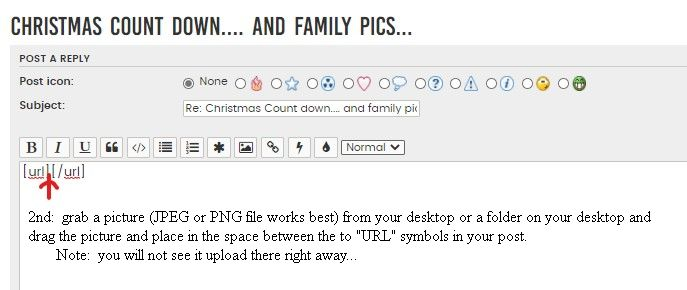 CHRISTMAS COUNT DOWN.... AND FAMILY PICS...
POST A REPLY
Post icon: None
Subject: Re: Christmas Count down.... and family pi
B I U </> Normal
[url][/url]
2nd: grab a picture (JPEG or PNG file works best) from your desktop or a folder on your desktop and
drag the picture and place in the space between the to "URL" symbols in your post.
Note: you will not see it upload there right away...